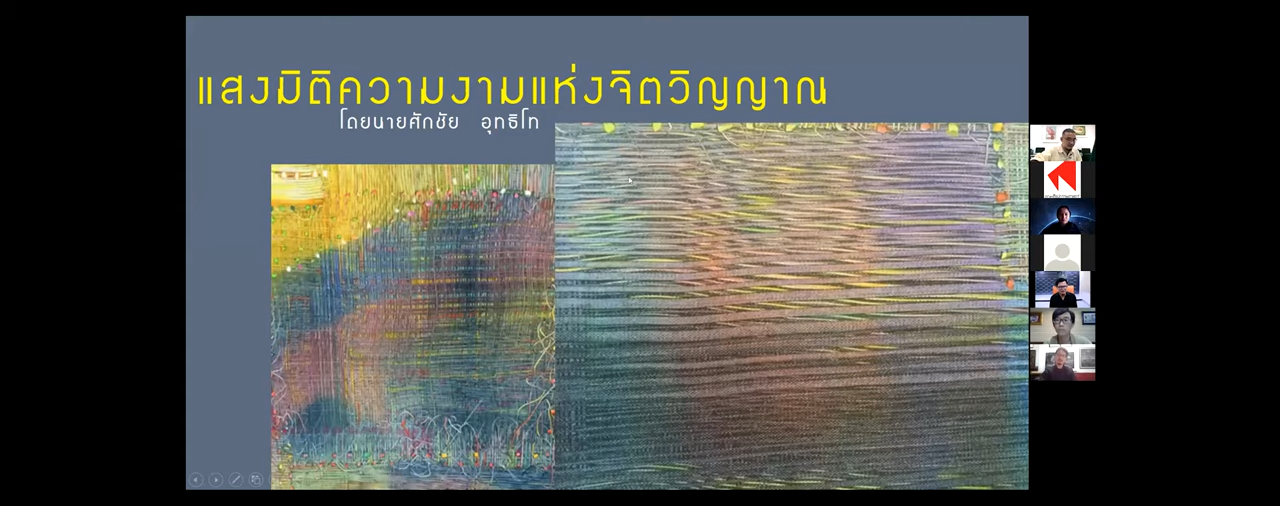 แสงมิติความงามแห่งจิตวิญญาณ
โดยนายศักชัย อุทธิโท